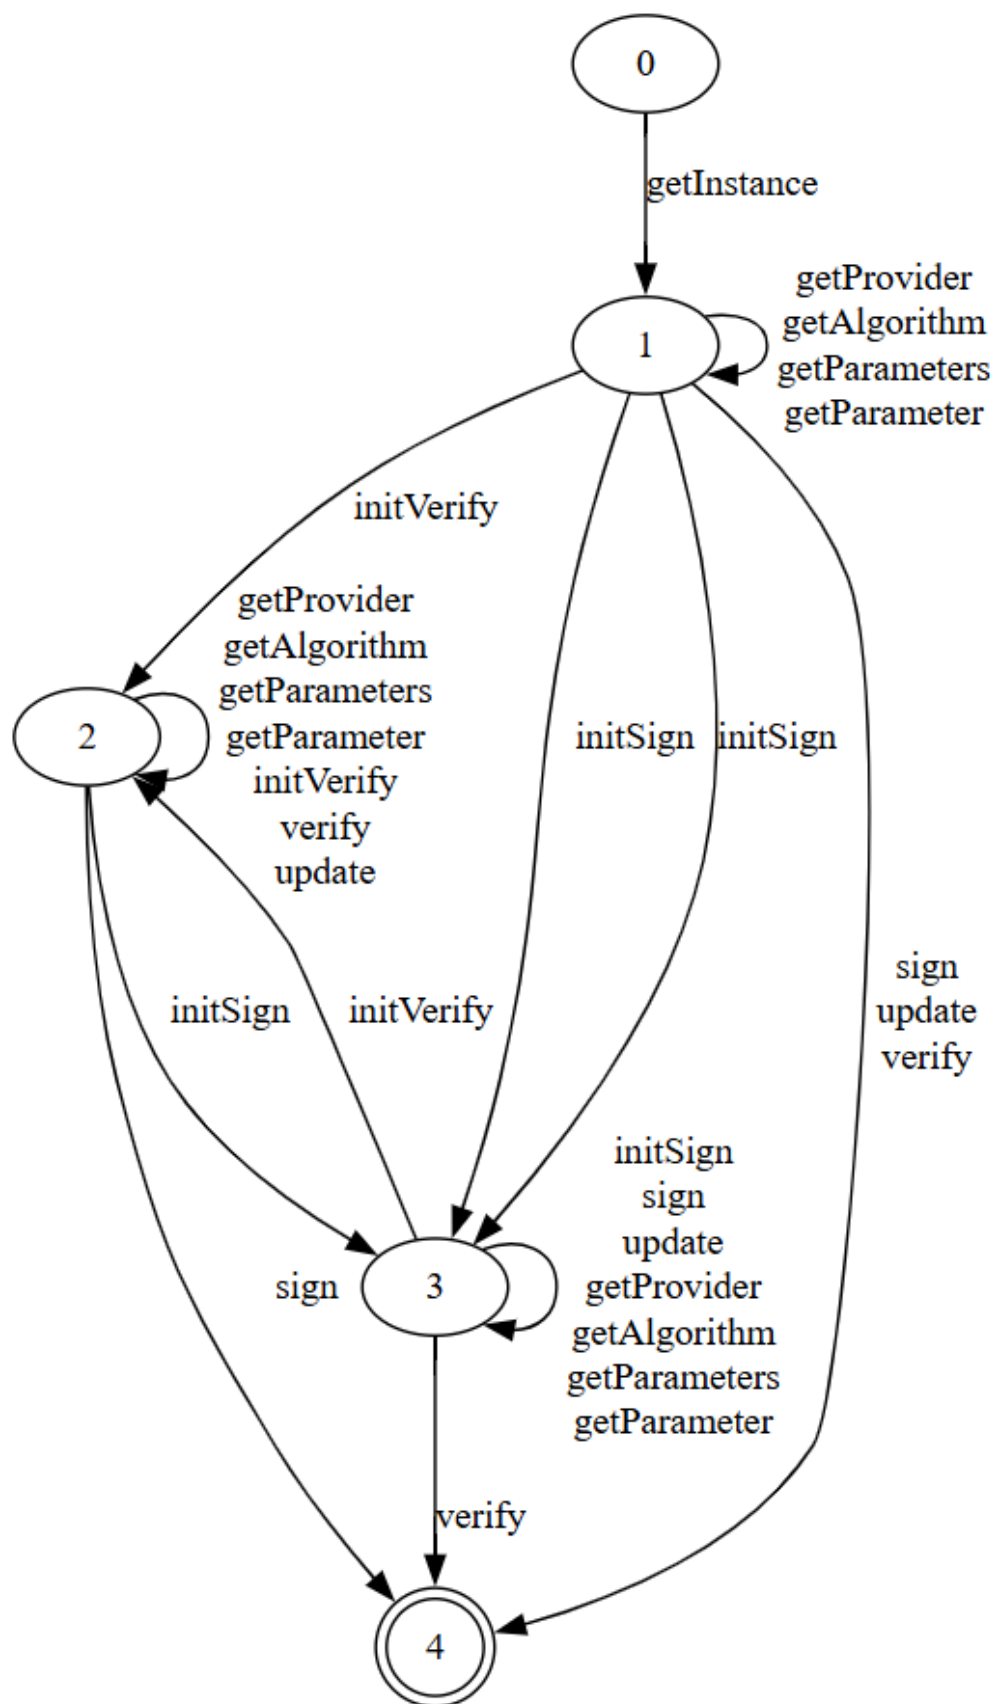 0
getInstance
getProvider
getAlgorithm
getParameters
getParameter
1
initVerify
getProvider
getAlgorithm
getParameters
getParameter
initVerify
verify
update
2
initSign
initSign
sign
update
verify
initSign
initVerify
initSign
sign
update
getProvider
getAlgorithm
getParameters
getParameter
sign
3
verify
4